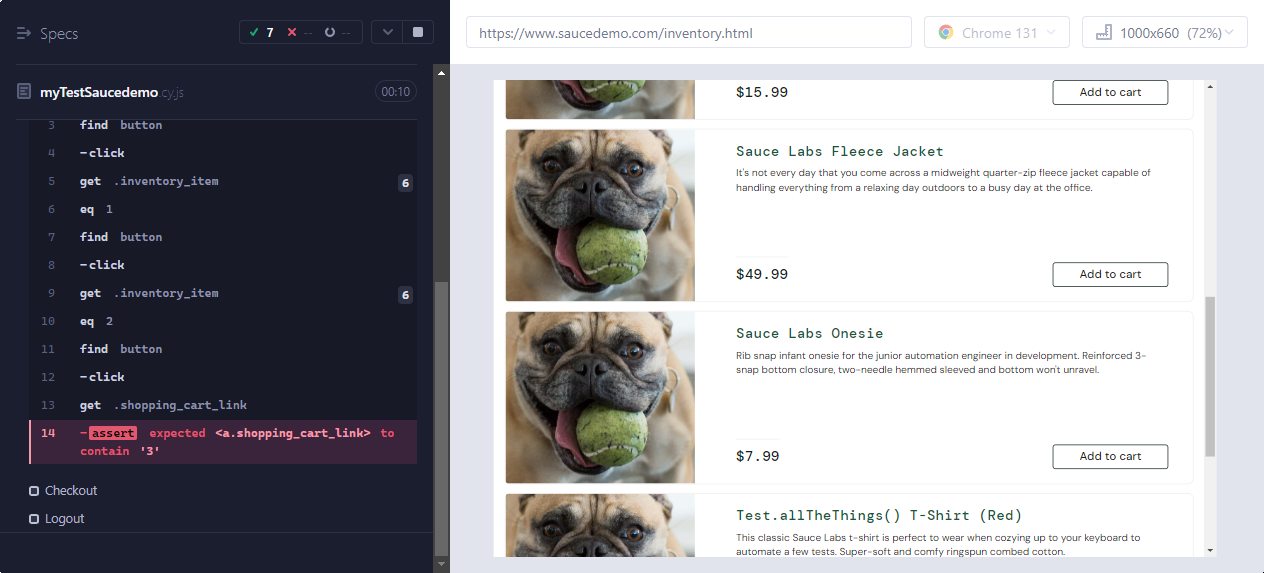 Specs
7
--
--
myTestSaucedemo.cy.js
00:10
3 find button
4 -click
5 get .inventory_item 6
6 eq 1
7 find button
8 -click
9 get .inventory_item 6
10 eq 2
11 find button
12 -click
13 get .shopping_cart_link
14 -assert expected <a.shopping_cart_link> to
contain '3'
Checkout
Logout
https://www.saucedemo.com/inventory.html
Chrome 131
1000x660 (72%)
$15.99
Add to cart
Sauce Labs Fleece Jacket
It's not every day that you come across a midweight quarter-zip fleece jacket capable of
handling everything from a relaxing day outdoors to a busy day at the office.
$49.99
Add to cart
Sauce Labs Onesie
Rib snap infant onesie for the junior automation engineer in development. Reinforced 3-
snap bottom closure, two-needle hemmed sleeved and bottom won't unravel.
$7.99
Add to cart
Test.allTheThings() T-Shirt (Red)
This classic Sauce Labs t-shirt is perfect to wear when cozying up to your keyboard to
automate a few tests. Super-soft and comfy ringspun combed cotton.